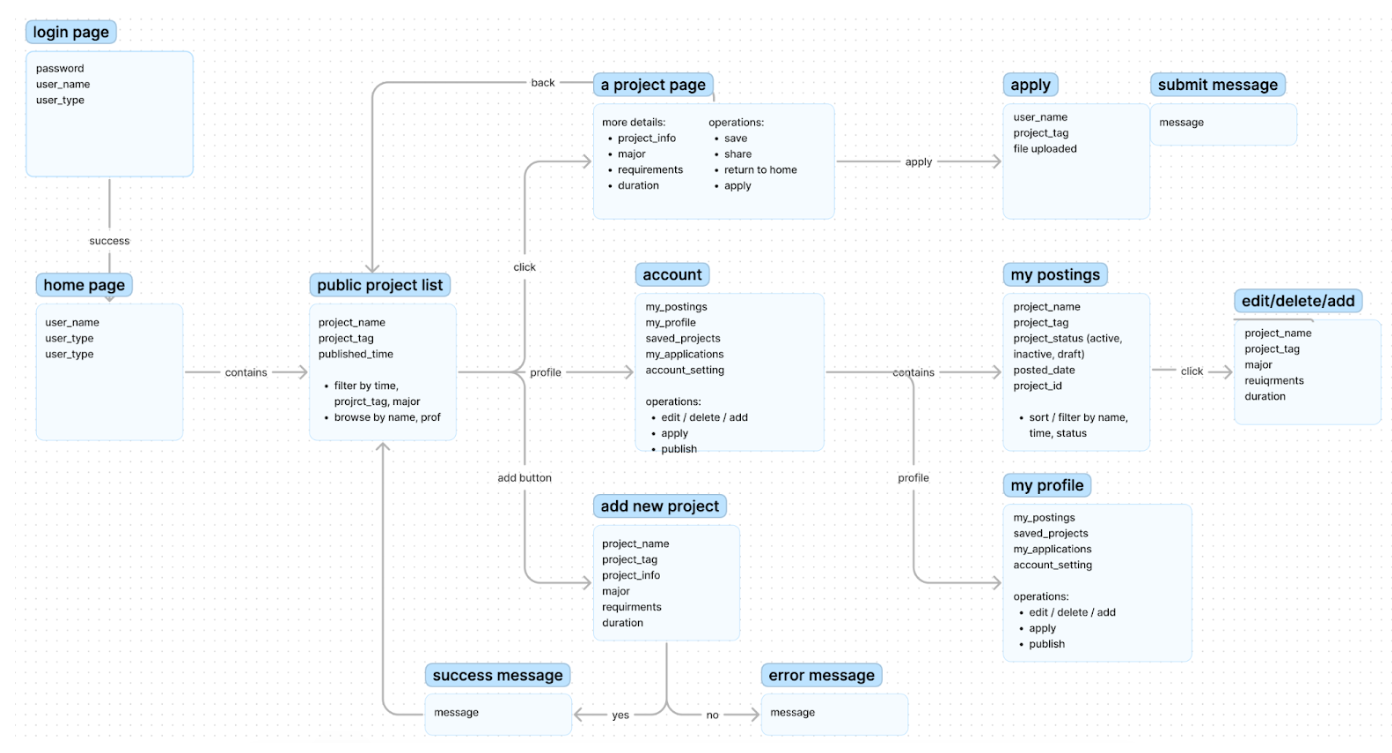 login page
password
user_name
user_type
success
home page
user_name
user_type
user_type
contains
public project list
project_name
project_tag
published_time
• filter by time,
projrct_tag, major
• browse by name, prof
back
click
profile
add button
a project page
more details:
• project_info
• major
• requirements
• duration
operations:
• save
• share
• return to home
• apply
apply
apply
user_name
project_tag
file uploaded
submit message
message
account
my_postings
my_profile
saved_projects
my_applications
account_setting
operations:
• edit / delete / add
• apply
• publish
contains
profile
my postings
project_name
project_tag
project_status (active,
inactive, draft)
posted_date
project_id
• sort / filter by name,
time, status
click
edit/delete/add
project_name
project_tag
major
reuiqrments
duration
my profile
my_postings
saved_projects
my_applications
account_setting
operations:
• edit / delete / add
• apply
• publish
add new project
project_name
project_tag
project_info
major
requirments
duration
yes
no
success message
message
error message
message